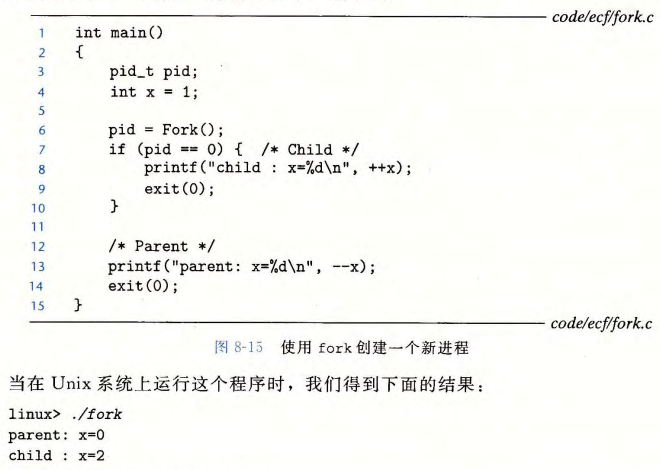 code/ecf/fork.c
1 int main()
2 {
3 pid_t pid;
4 int x = 1;
5
6 pid = Fork();
7 if (pid == 0) { /* Child */
8 printf("child : x=%d\n", ++x);
9 exit(0);
10 }
11
12 /* Parent */
13 printf("parent: x=%d\n", --x);
14 exit(0);
15 }
code/ecf/fork.c
图 8-15 使用 fork 创建一个新进程
当在 Unix 系统上运行这个程序时，我们得到下面的结果：
linux> ./fork
parent: x=0
child : x=2